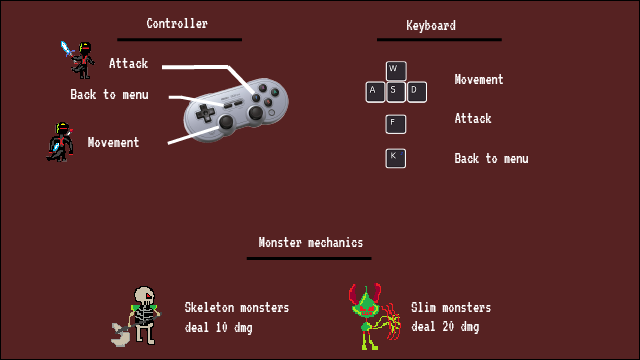 Controller
Attack
Back to menu
Movement
Keyboard
W
A S D
Movement
F
Attack
K
Back to menu
Monster mechanics
Skeleton monsters
deal 10 dmg
Slim monsters
deal 20 dmg